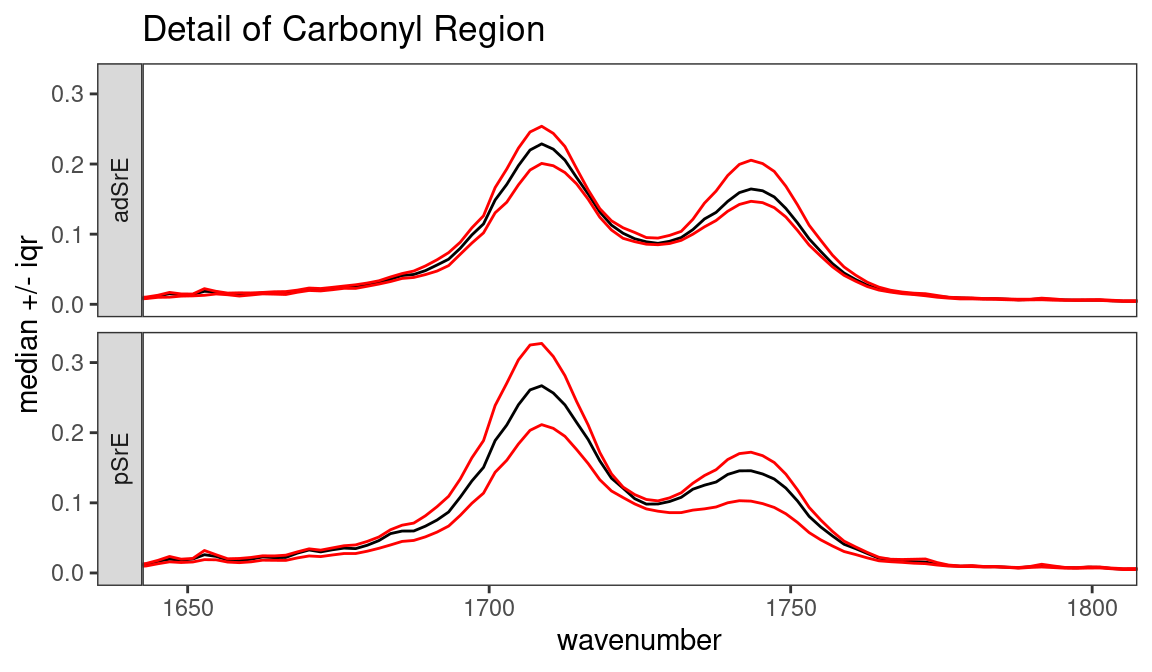 Detail of Carbonyl Region
median +/- iqr
adSrE
0.3
0.2
0.1
0.0
pSrE
0.3
0.2
0.1
0.0
1650 1700 1750 1800
wavenumber